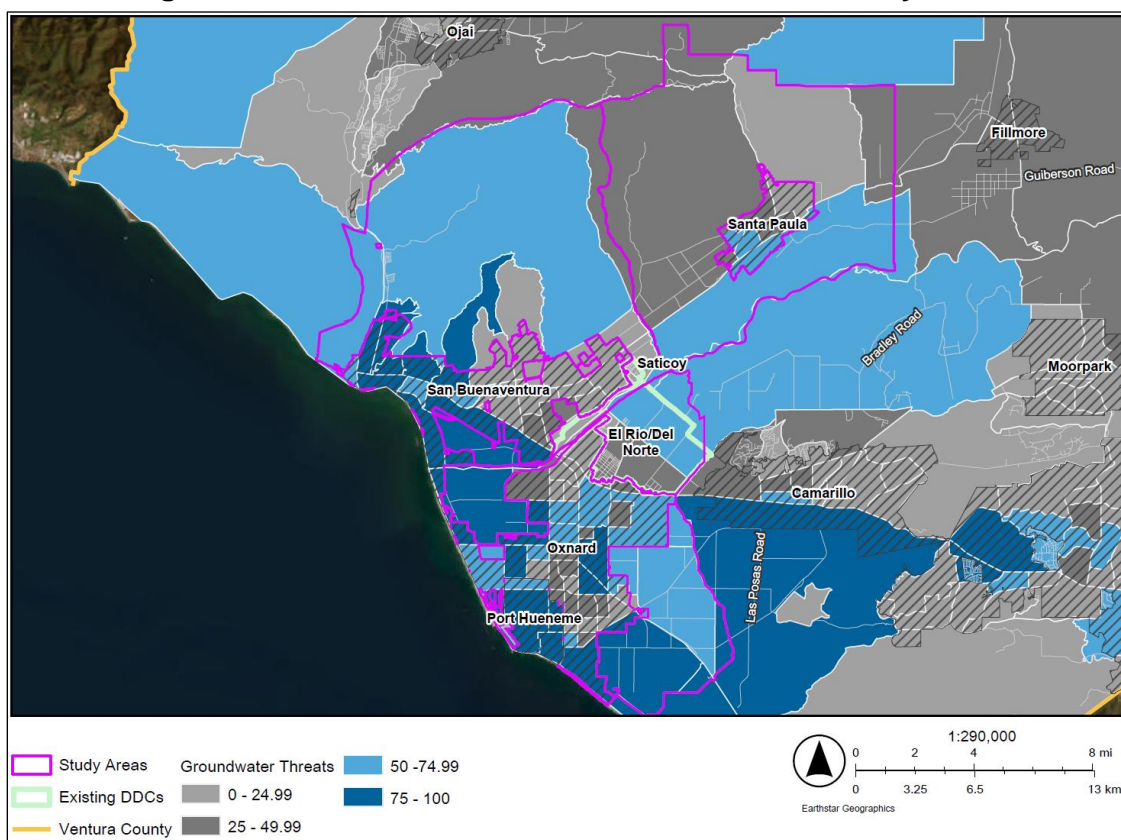 Ojai
Fillmore
Guiberson Road
Santa Paula
Bradley Road
Moorpark
Saticoy
San Buenaventura
El Rio/Del
Norte
Camarillo
Oxnard
Las Posas Road
Port Hueneme
Study Areas
Existing DDCs
Ventura County
Groundwater Threats
0 - 24.99
25 - 49.99
50 -74.99
75 - 100
1:290,000
0 2 4 8 mi
0 3.25 6.5 13 km
Earthstar Geographics